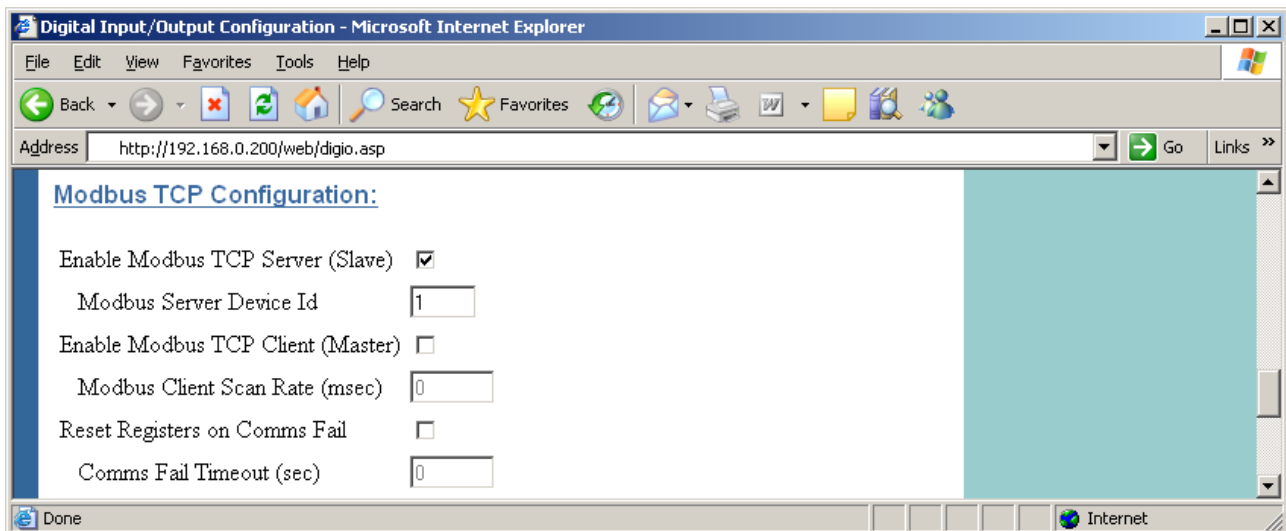 Digital Input/Output Configuration - Microsoft Internet Explorer
File Edit View Favorites Tools Help
Back Search Favorites W
Address http://192.168.0.200/web/digio.asp Go Links »
Modbus TCP Configuration:
Enable Modbus TCP Server (Slave)
Modbus Server Device Id 1
Enable Modbus TCP Client (Master)
Modbus Client Scan Rate (msec) 0
Reset Registers on Comms Fail
Comms Fail Timeout (sec) 0
Done Internet